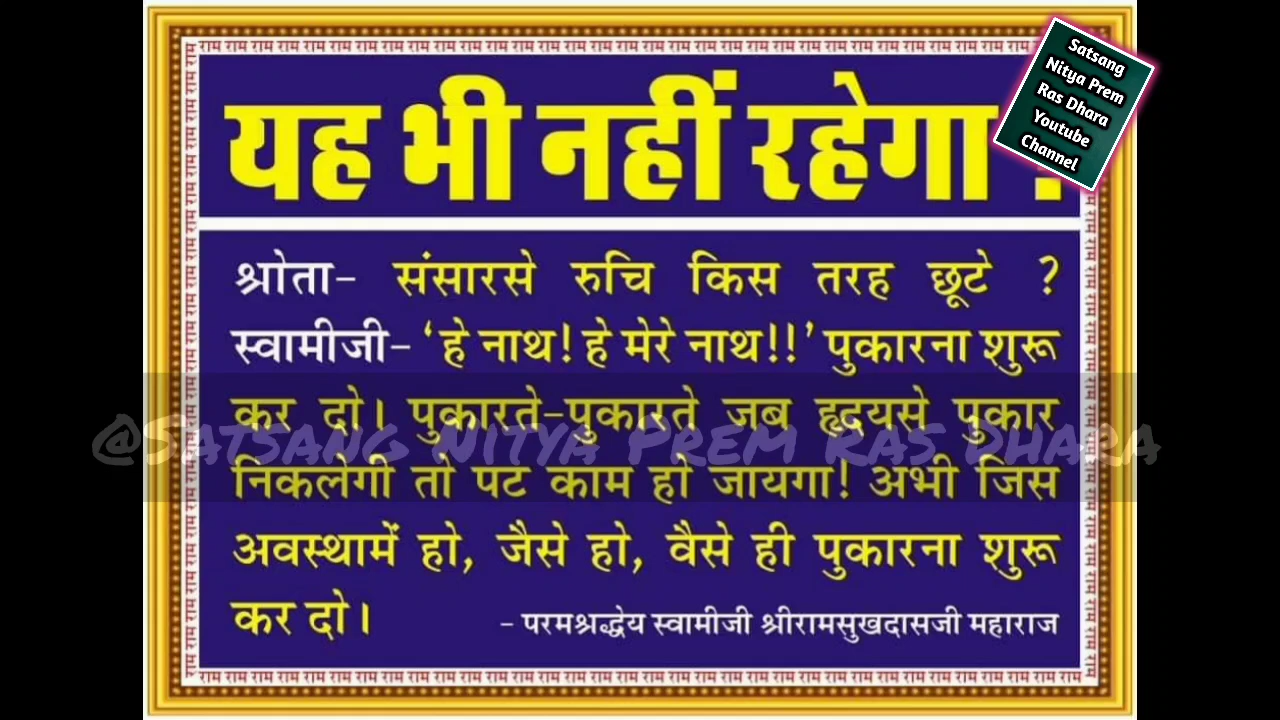 राम राम राम राम राम राम राम राम राम राम राम राम राम राम राम राम राम राम राम राम राम राम राम राम राम राम राम राम राम राम राम
Satsang
Nitya Prem
Ras Dhara
Youtube
Channel
यह भी नहीं रहेगा
श्रोता- संसारसे रुचि किस तरह छूटे ?
स्वामीजी- ‘हे नाथ! हे मेरे नाथ!!’ पुकारना शुरू
कर दो। पुकारते-पुकारते जब हृदयसे पुकार
@Satsang Nitya Prem Ras Dhara
निकलेगी तो पट काम हो जायगा! अभी जिस
अवस्थामें हो, जैसे हो, वैसे ही पुकारना शुरू
कर दो।
- परमश्रद्धेय स्वामीजी श्रीरामसुखदासजी महाराज
राम राम राम राम राम राम राम राम राम राम राम राम राम राम राम राम राम राम राम राम राम राम राम राम राम राम राम राम राम राम राम राम राम